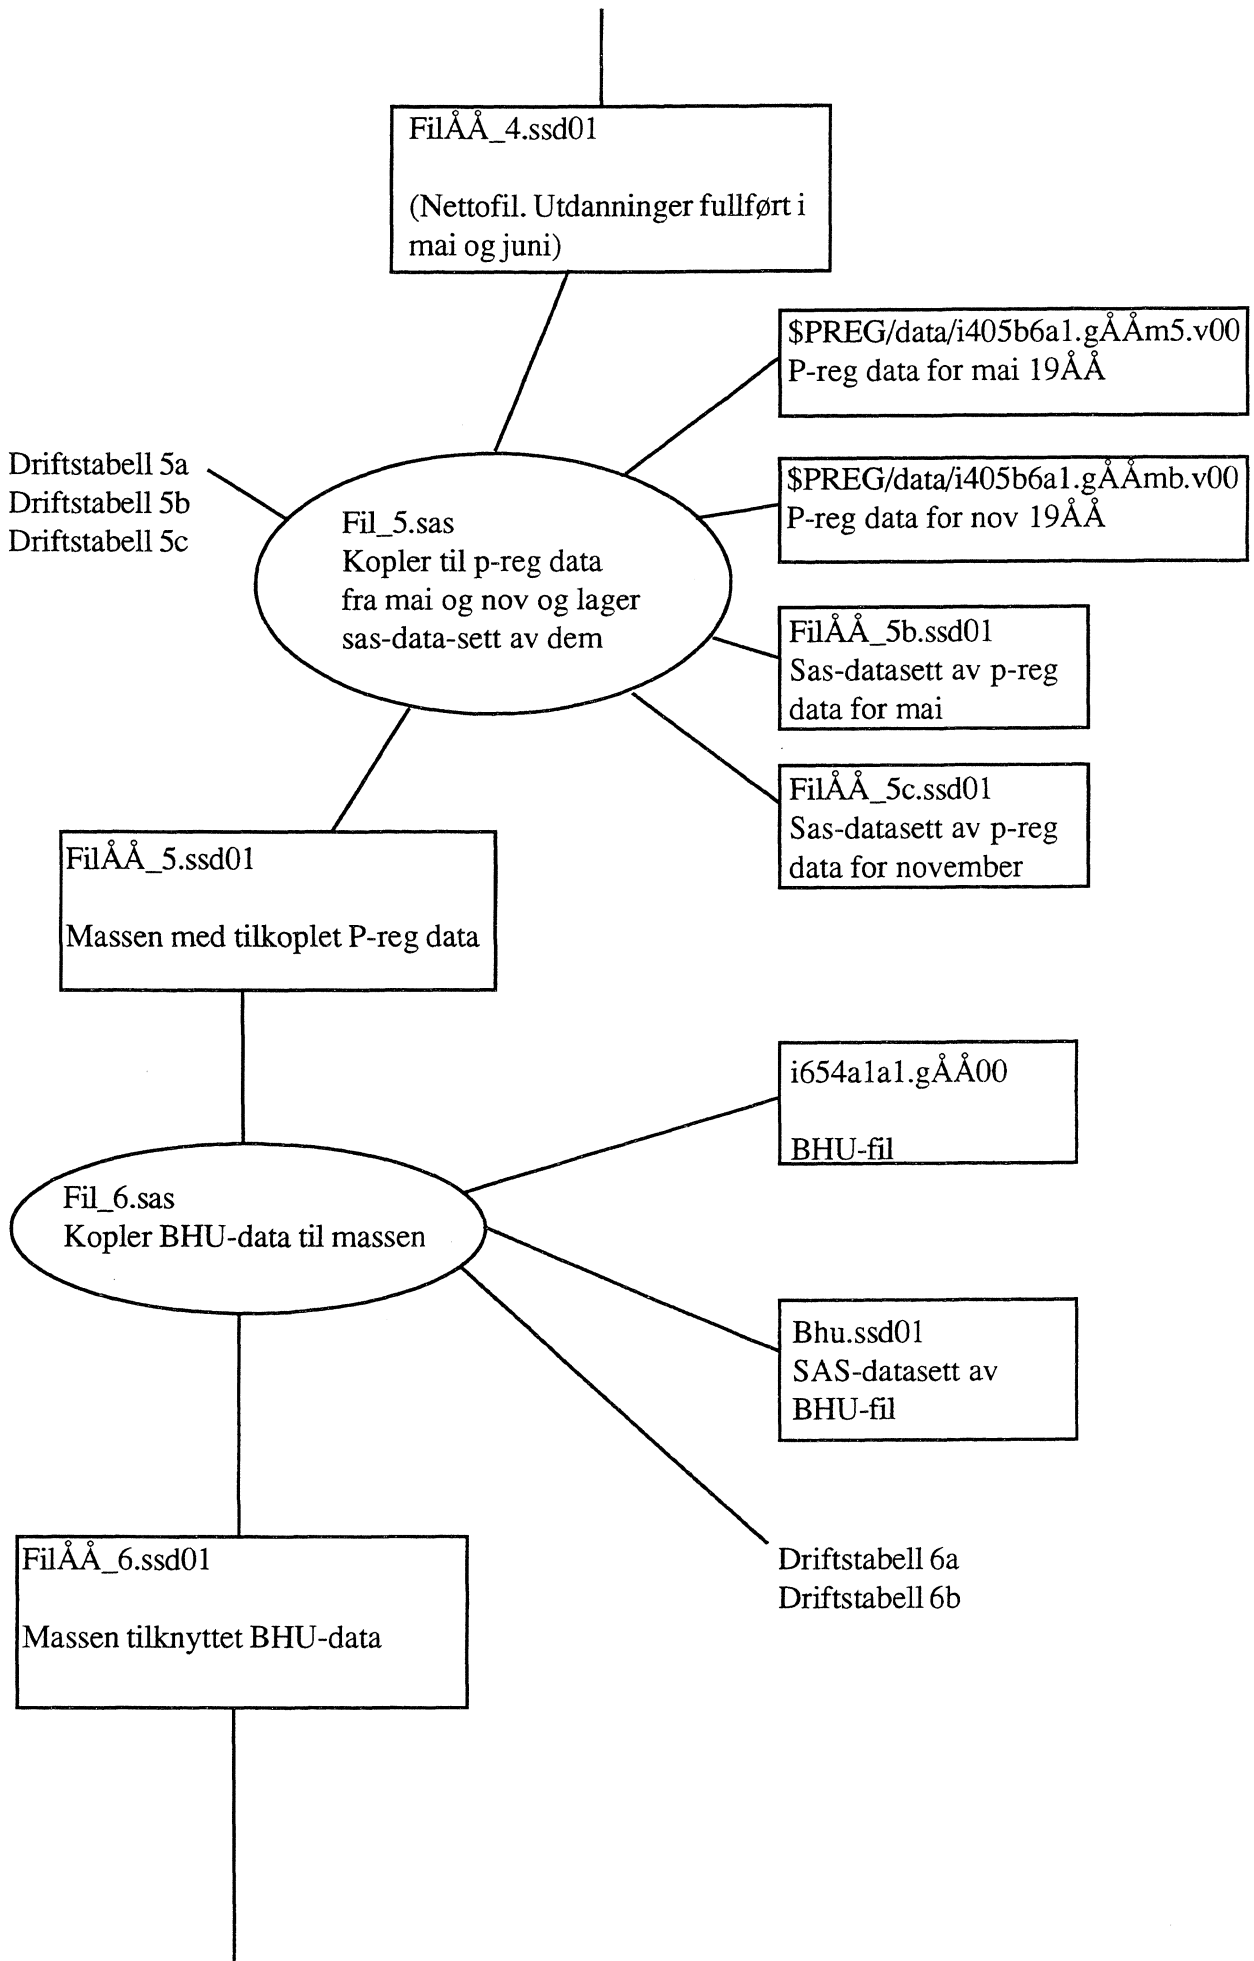 FilÅÅ_4.ssd01
(Nettofil. Utdanninger fullført i
mai og juni)
$PREG/data/i405b6a1.gÅÅm5.v00
P-reg data for mai 19ÅÅ
Driftstabell 5a
Driftstabell 5b
Driftstabell 5c
$PREG/data/i405b6a1.gÅÅmb.v00
P-reg data for nov 19ÅÅ
Fil_5.sas
Kopler til p-reg data
fra mai og nov og lager
sas-data-sett av dem
FilÅÅ_5b.ssd01
Sas-datasett av p-reg
data for mai
FilÅÅ_5c.ssd01
Sas-datasett av p-reg
data for november
FilÅÅ_5.ssd01
Massen med tilkoplet P-reg data
i654a1a1.gÅÅ00
BHU-fil
Fil_6.sas
Kopler BHU-data til massen
Bhu.ssd01
SAS-datasett av
BHU-fil
Driftstabell 6a
Driftstabell 6b
FilÅÅ_6.ssd01
Massen tilknyttet BHU-data